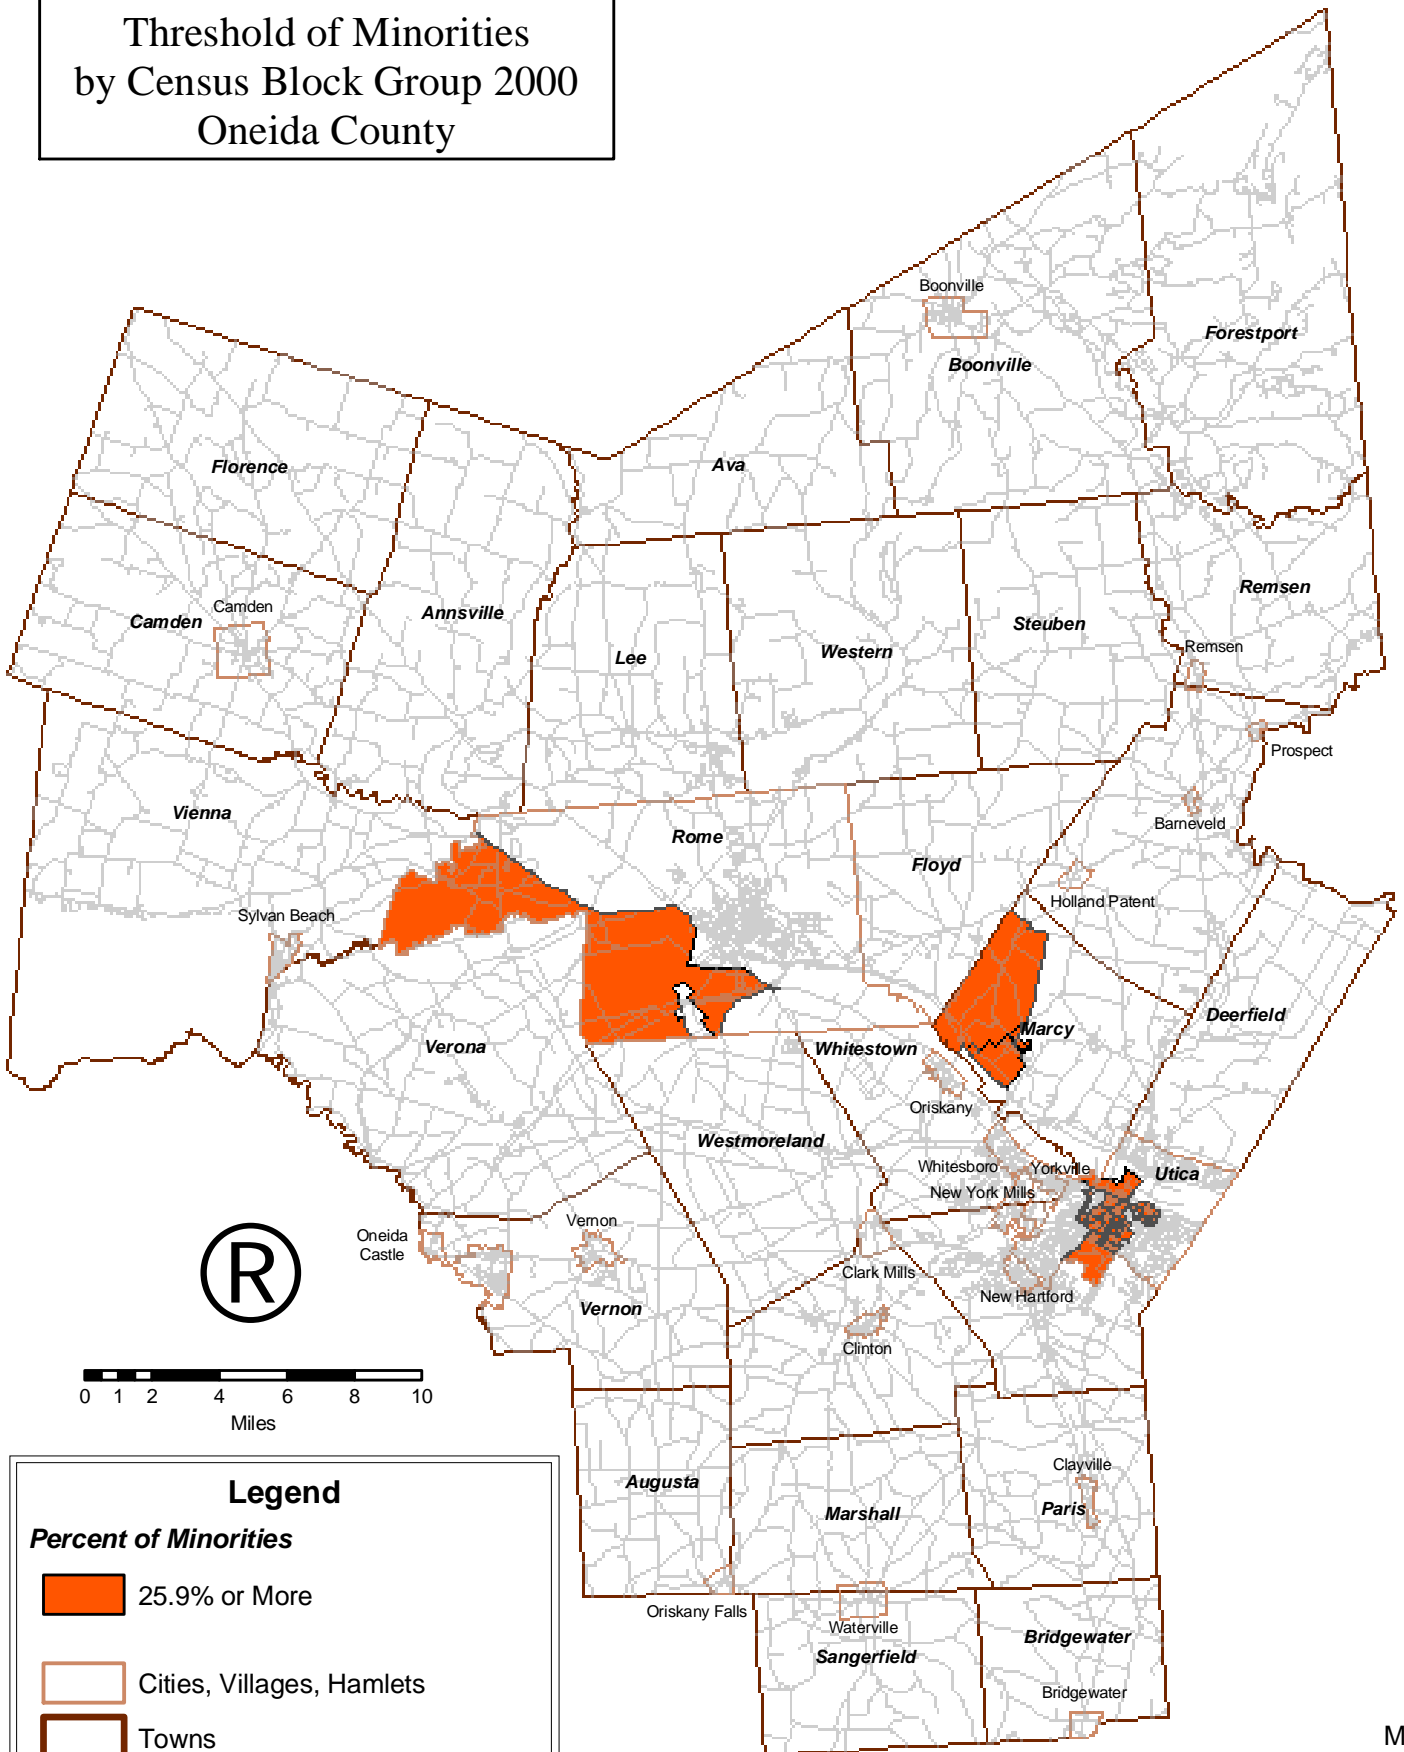 Threshold of Minorities
by Census Block Group 2000
Oneida County
Boonville
Forestport
Boonville
Florence
Ava
Camden
Camden
Annsville
Lee
Western
Steuben
Remsen
Remsen
Prospect
Vienna
Rome
Barneveld
Floyd
Holland Patent
Sylvan Beach
Deerfield
Marcy
Verona
Whitestown
Oriskany
Westmoreland
Whitesboro
Yorkville
Utica
New York Mills
Oneida
Castle
Vernon
®
Clark Mills
New Hartford
Vernon
Clinton
0 1 2 4 6 8 10
Miles
Legend
Percent of Minorities
25.9% or More
Cities, Villages, Hamlets
Towns
Augusta
Clayville
Marshall
Paris
Oriskany Falls
Waterville
Sangerfield
Bridgewater
Bridgewater
M